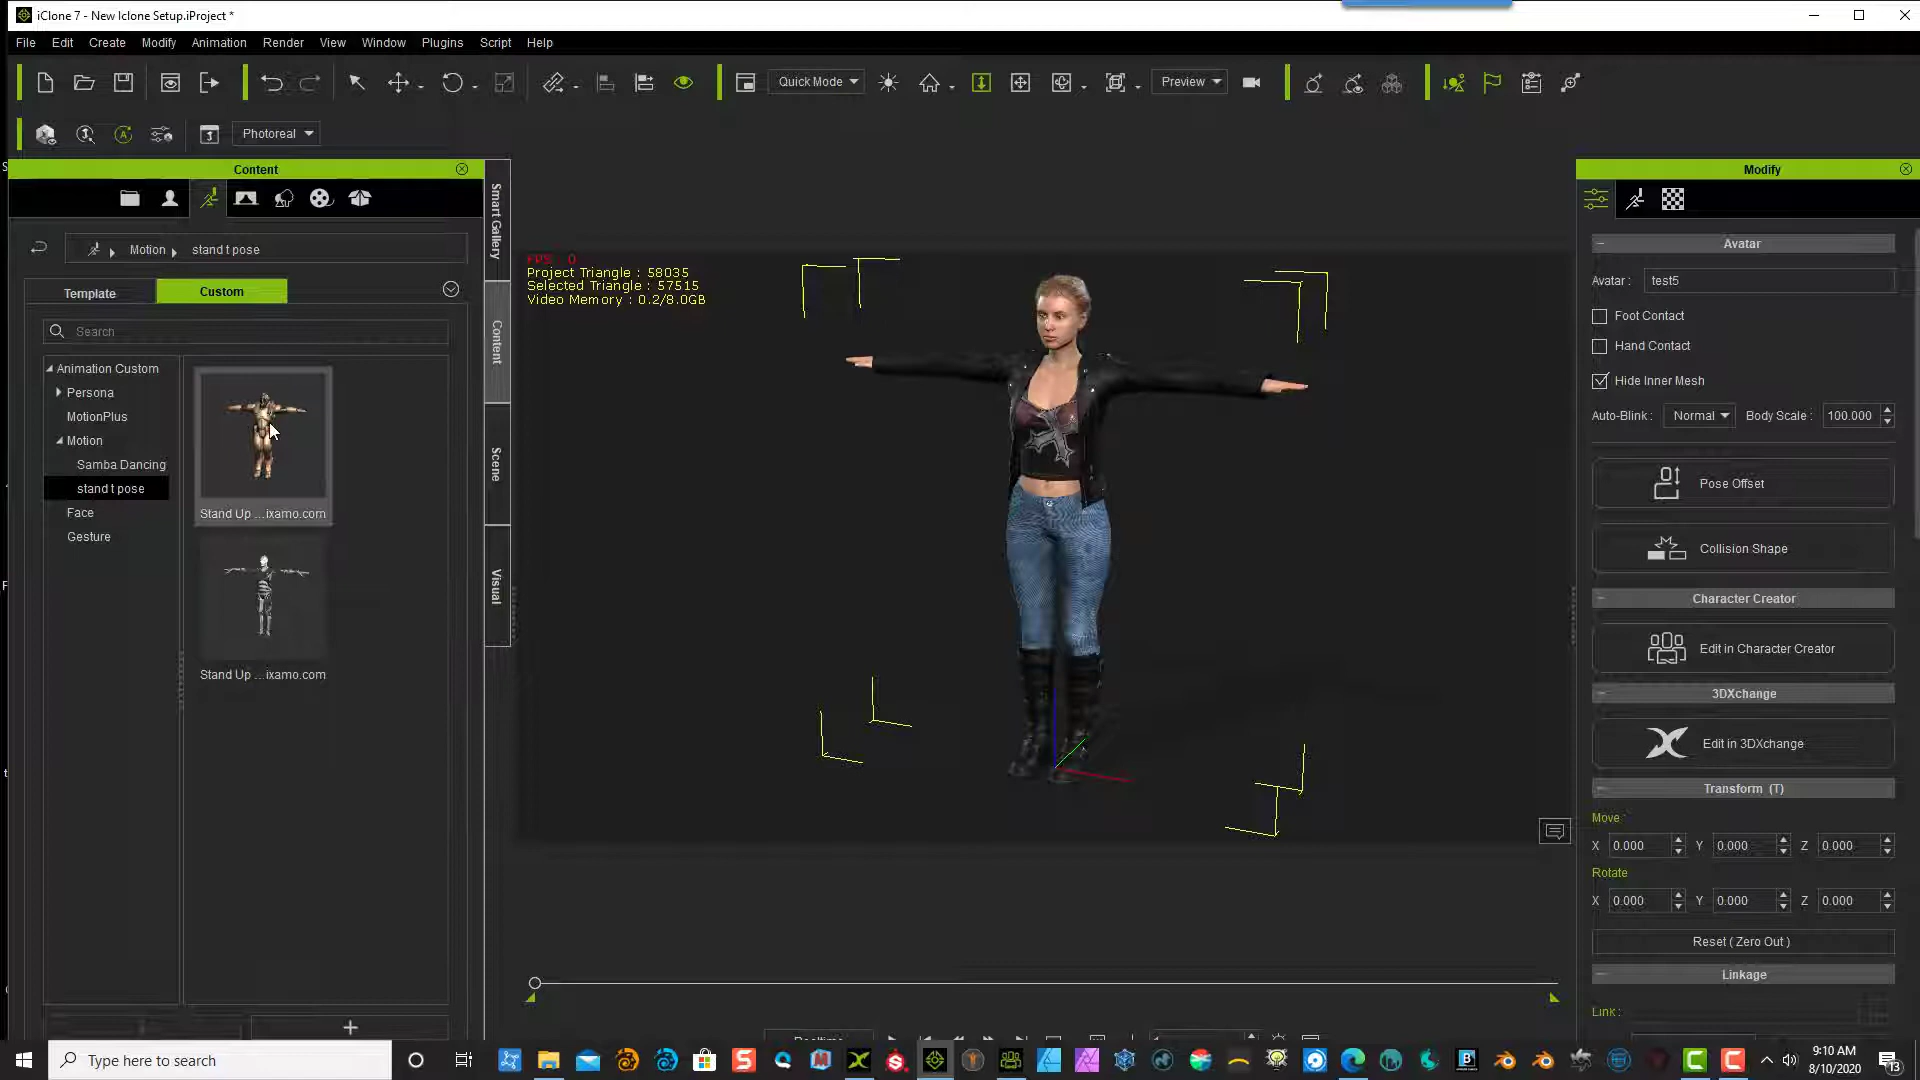 iClone 7 - New Iclone Setup.iProject *
File Edit Create Modify Animation Render View Window Plugins Script Help
Quick Mode
Preview
Photoreal
Content
Modify
Smart Gallery
Content
Scene
Visual
Motion
stand t pose
Template
Custom
Search
Animation Custom
Persona
MotionPlus
Motion
Samba Dancing
stand t pose
Face
Gesture
Stand Up ...ixamo.com
Stand Up ...ixamo.com
FPS : 0
Project Triangle : 58035
Selected Triangle : 57515
Video Memory : 0.2/8.0GB
Avatar
Avatar : test5
Foot Contact
Hand Contact
Hide Inner Mesh
Auto-Blink : Normal Body Scale : 100.000
Pose Offset
Collision Shape
Character Creator
Edit in Character Creator
3DXchange
Edit in 3DXchange
Transform (T)
Move
X 0.000 Y 0.000 Z 0.000
Rotate
X 0.000 Y 0.000 Z 0.000
Reset ( Zero Out )
Linkage
Link :
Type here to search
9:10 AM
8/10/2020
13